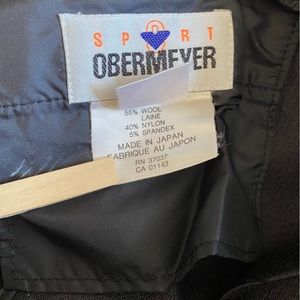 SPORT
OBERMEYER
55% WOOL
LAINE
40% NYLON
5% SPANDEX
MADE IN JAPAN
FABRIQUE AU JAPON
RN 37037
CA 01143